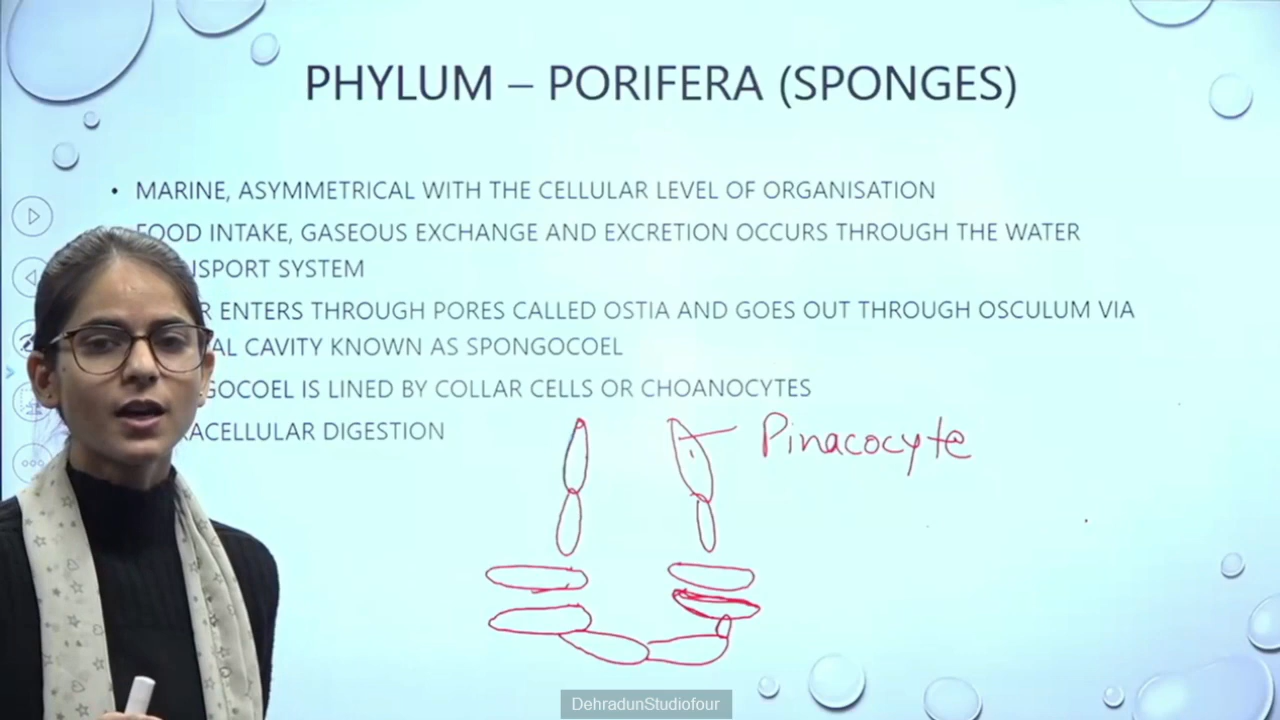 PHYLUM – PORIFERA (SPONGES)
• MARINE, ASYMMETRICAL WITH THE CELLULAR LEVEL OF ORGANISATION
FOOD INTAKE, GASEOUS EXCHANGE AND EXCRETION OCCURS THROUGH THE WATER
SPORT SYSTEM
R ENTERS THROUGH PORES CALLED OSTIA AND GOES OUT THROUGH OSCULUM VIA
AL CAVITY KNOWN AS SPONGOCOEL
GOCOEL IS LINED BY COLLAR CELLS OR CHOANOCYTES
RACELLULAR DIGESTION
Pinacocyte
DehradunStudiofour